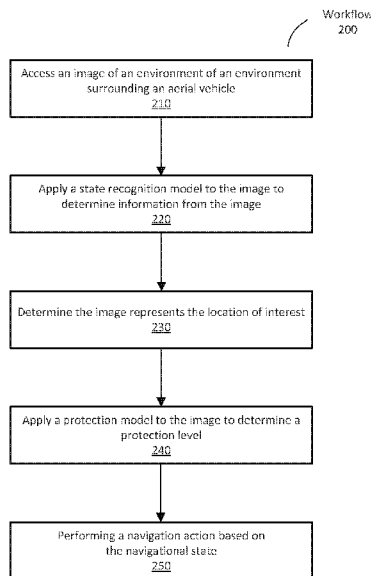 Workflow
200
Access an image of an environment of an environment
surrounding an aerial vehicle
210
Apply a state recognition model to the image to
determine information from the image
220
Determine the image represents the location of interest
230
Apply a protection model to the image to determine a
protection level
240
Performing a navigation action based on
the navigational state
250